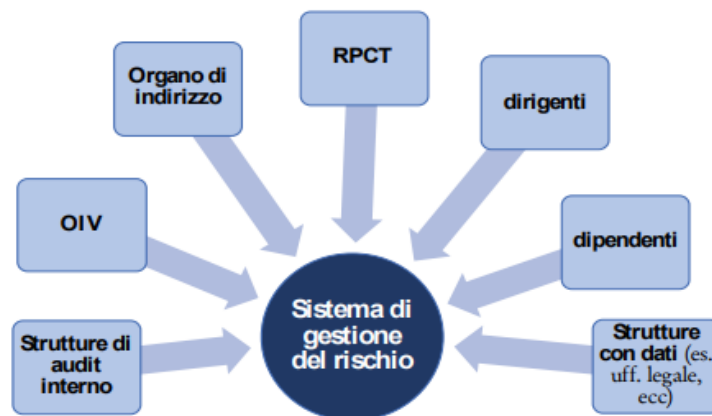 RPCT
Organo di
indirizzo
dirigenti
OIV
dipendenti
Sistema di
gestione
del rischio
Strutture di
audit interno
Strutture
con dati (es.
uff. legale,
ecc)